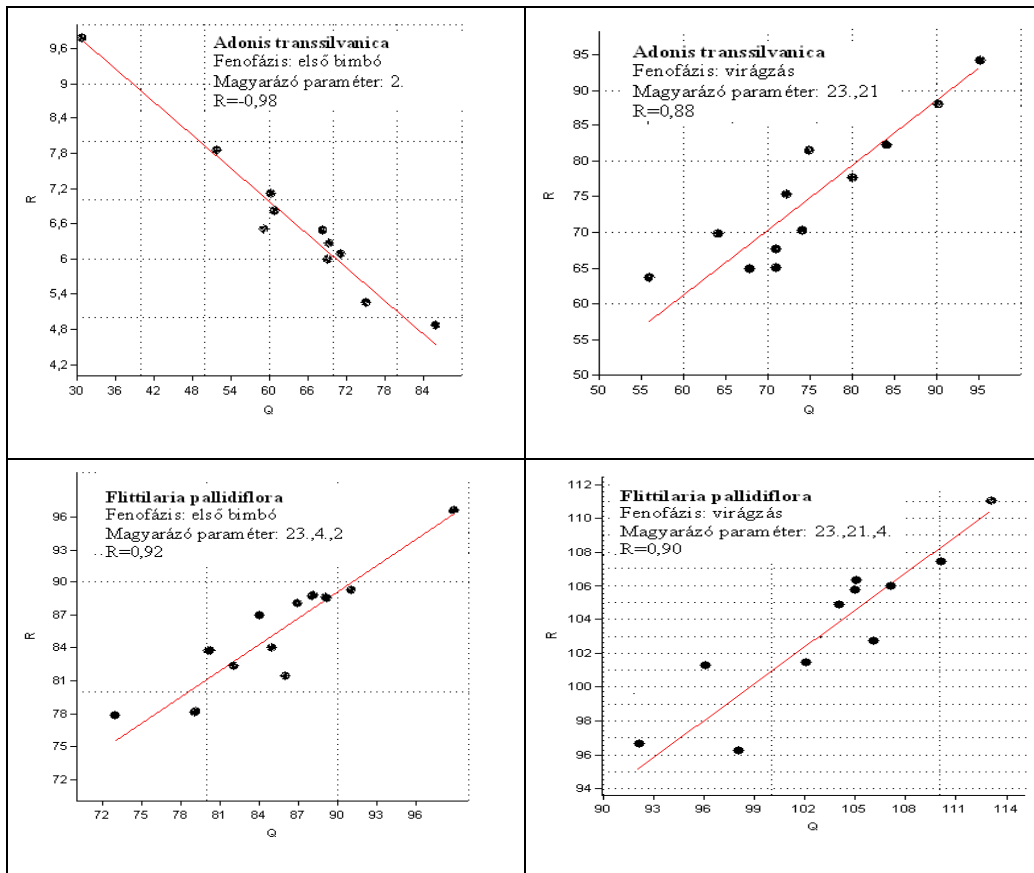 Adonis transsilvanica
Fenofázis: első bimbó
Magyarázó paraméter: 2.
R=-0,98
9,6
9
8,4
7,8
7,2
6,6
6
5,4
4,8
4,2
R
30 36 42 48 54 60 66 72 78 84
Q
Adonis transsilvanica
Fenofázis: virágzás
Magyarázó paraméter: 23.,21
R=0,88
95
90
85
80
75
70
65
60
55
50
R
50 55 60 65 70 75 80 85 90 95
Q
Flittilaria pallidiflora
Fenofázis: első bimbó
Magyarázó paraméter: 23.,4.,2
R=0,92
96
93
90
87
84
81
78
75
72
R
72 75 78 81 84 87 90 93 96
Q
Flittilaria pallidiflora
Fenofázis: virágzás
Magyarázó paraméter: 23.,21.,4.
R=0,90
112
110
108
106
104
102
100
98
96
94
R
90 93 96 99 102 105 108 111 114
Q